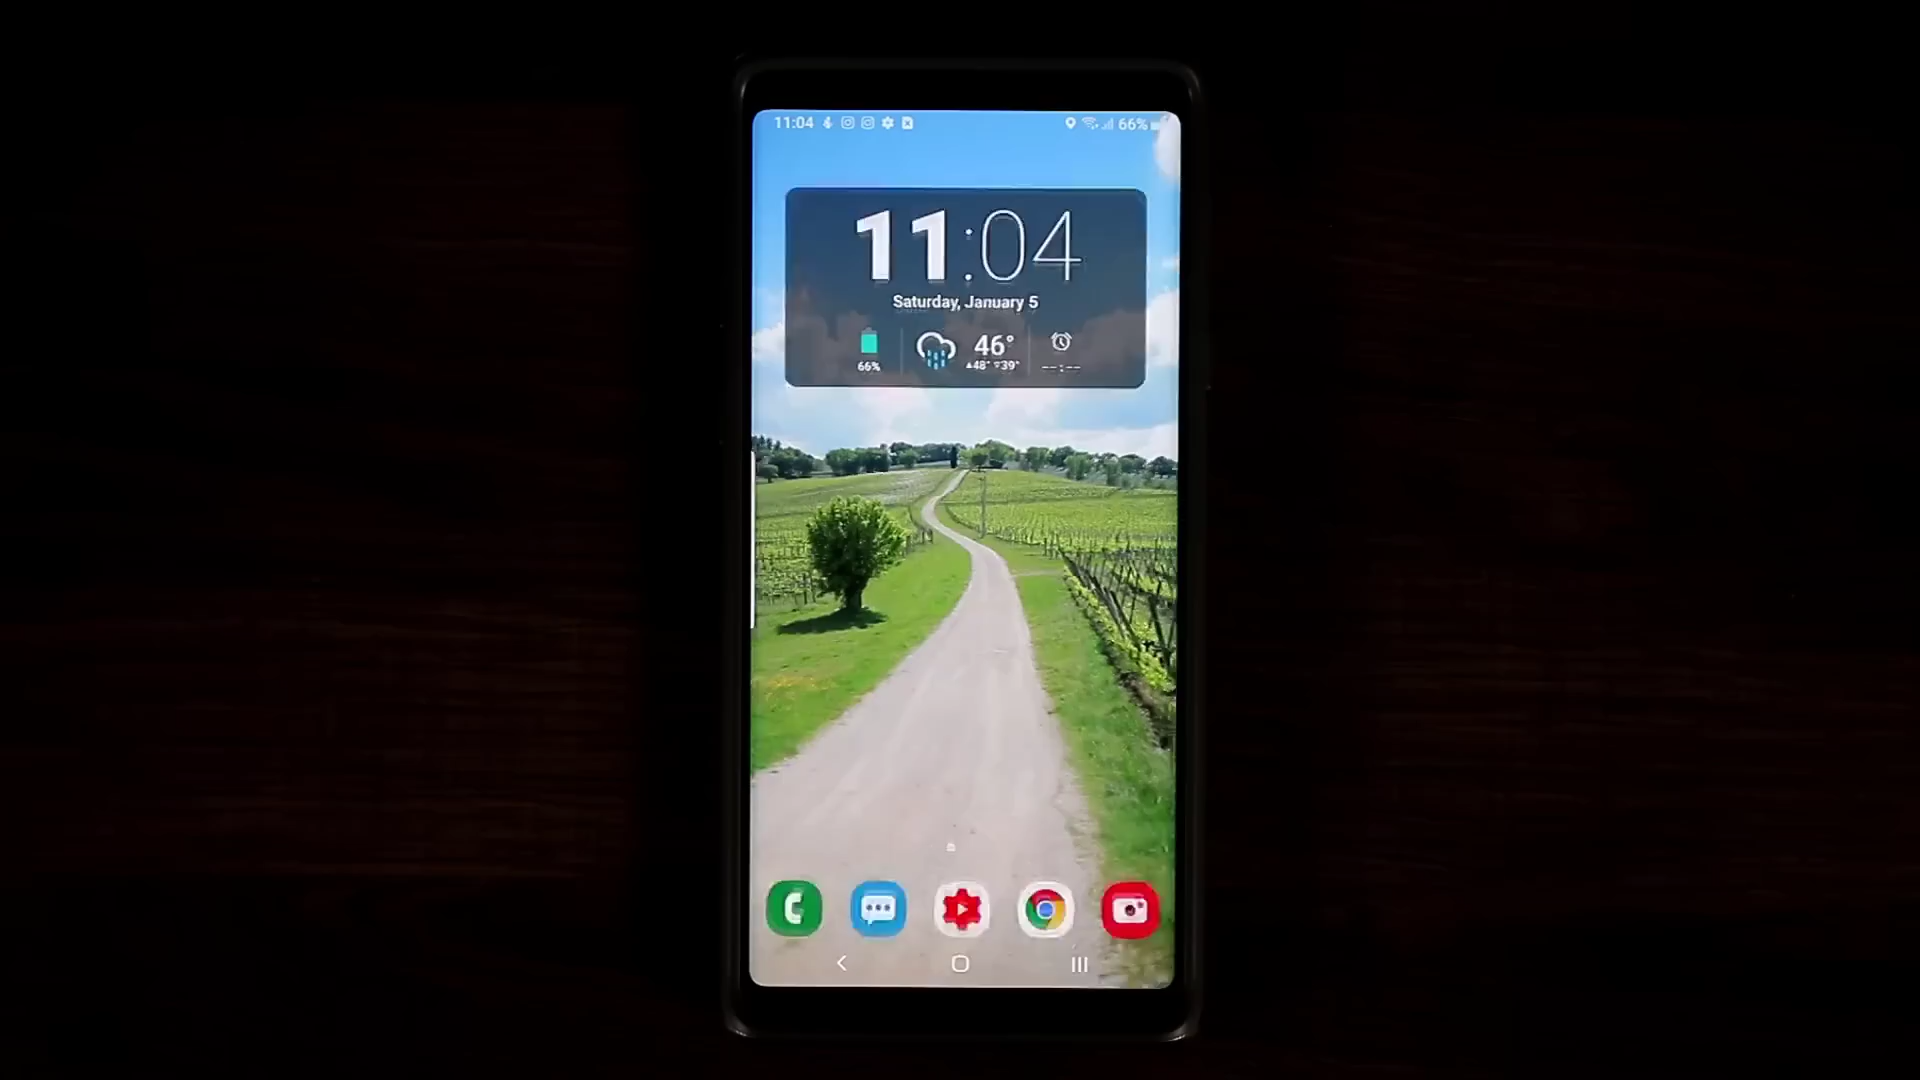 11:04 66%
11:04
Saturday, January 5
66% 46° ▲48° ▽39° --:--